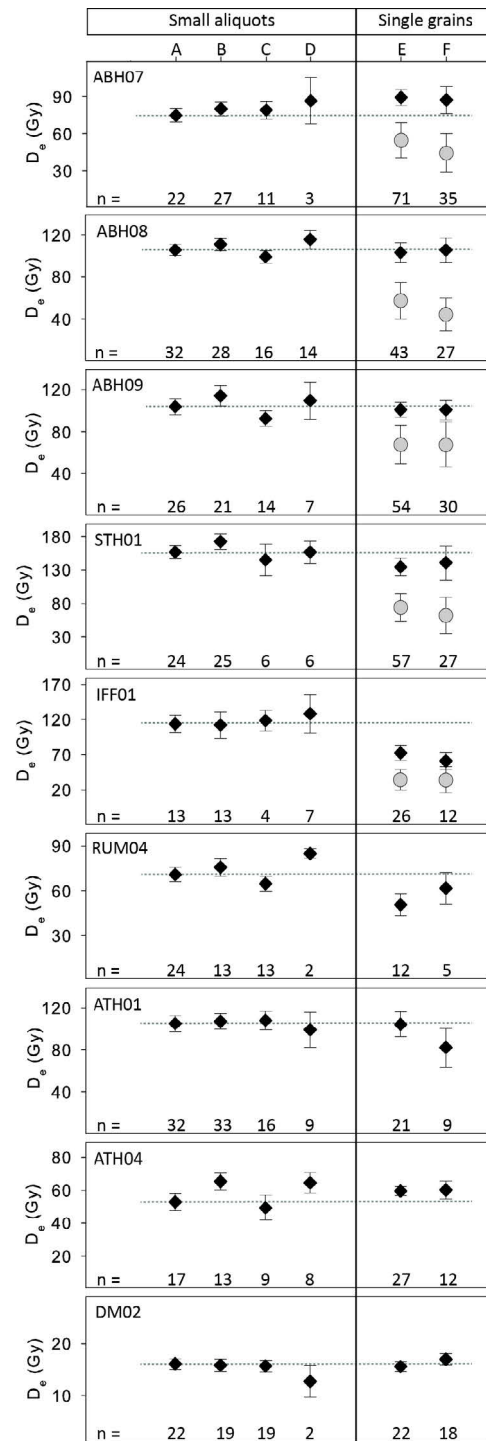 Small aliquots Single grains
A B C D E F
ABH07
90
60
30
Dₑ (Gy)
n = 22 27 11 3 71 35
ABH08
120
80
40
Dₑ (Gy)
n = 32 28 16 14 43 27
ABH09
120
80
40
Dₑ (Gy)
n = 26 21 14 7 54 30
STH01
180
130
80
30
Dₑ (Gy)
n = 24 25 6 6 57 27
IFF01
170
120
70
20
Dₑ (Gy)
n = 13 13 4 7 26 12
RUM04
90
60
30
Dₑ (Gy)
24 13 13 2 12 5
ATH01
120
80
40
Dₑ (Gy)
n = 32 33 16 9 21 9
ATH04
80
60
40
20
Dₑ (Gy)
n = 17 13 9 8 27 12
DM02
20
10
Dₑ (Gy)
n = 22 19 19 2 22 18